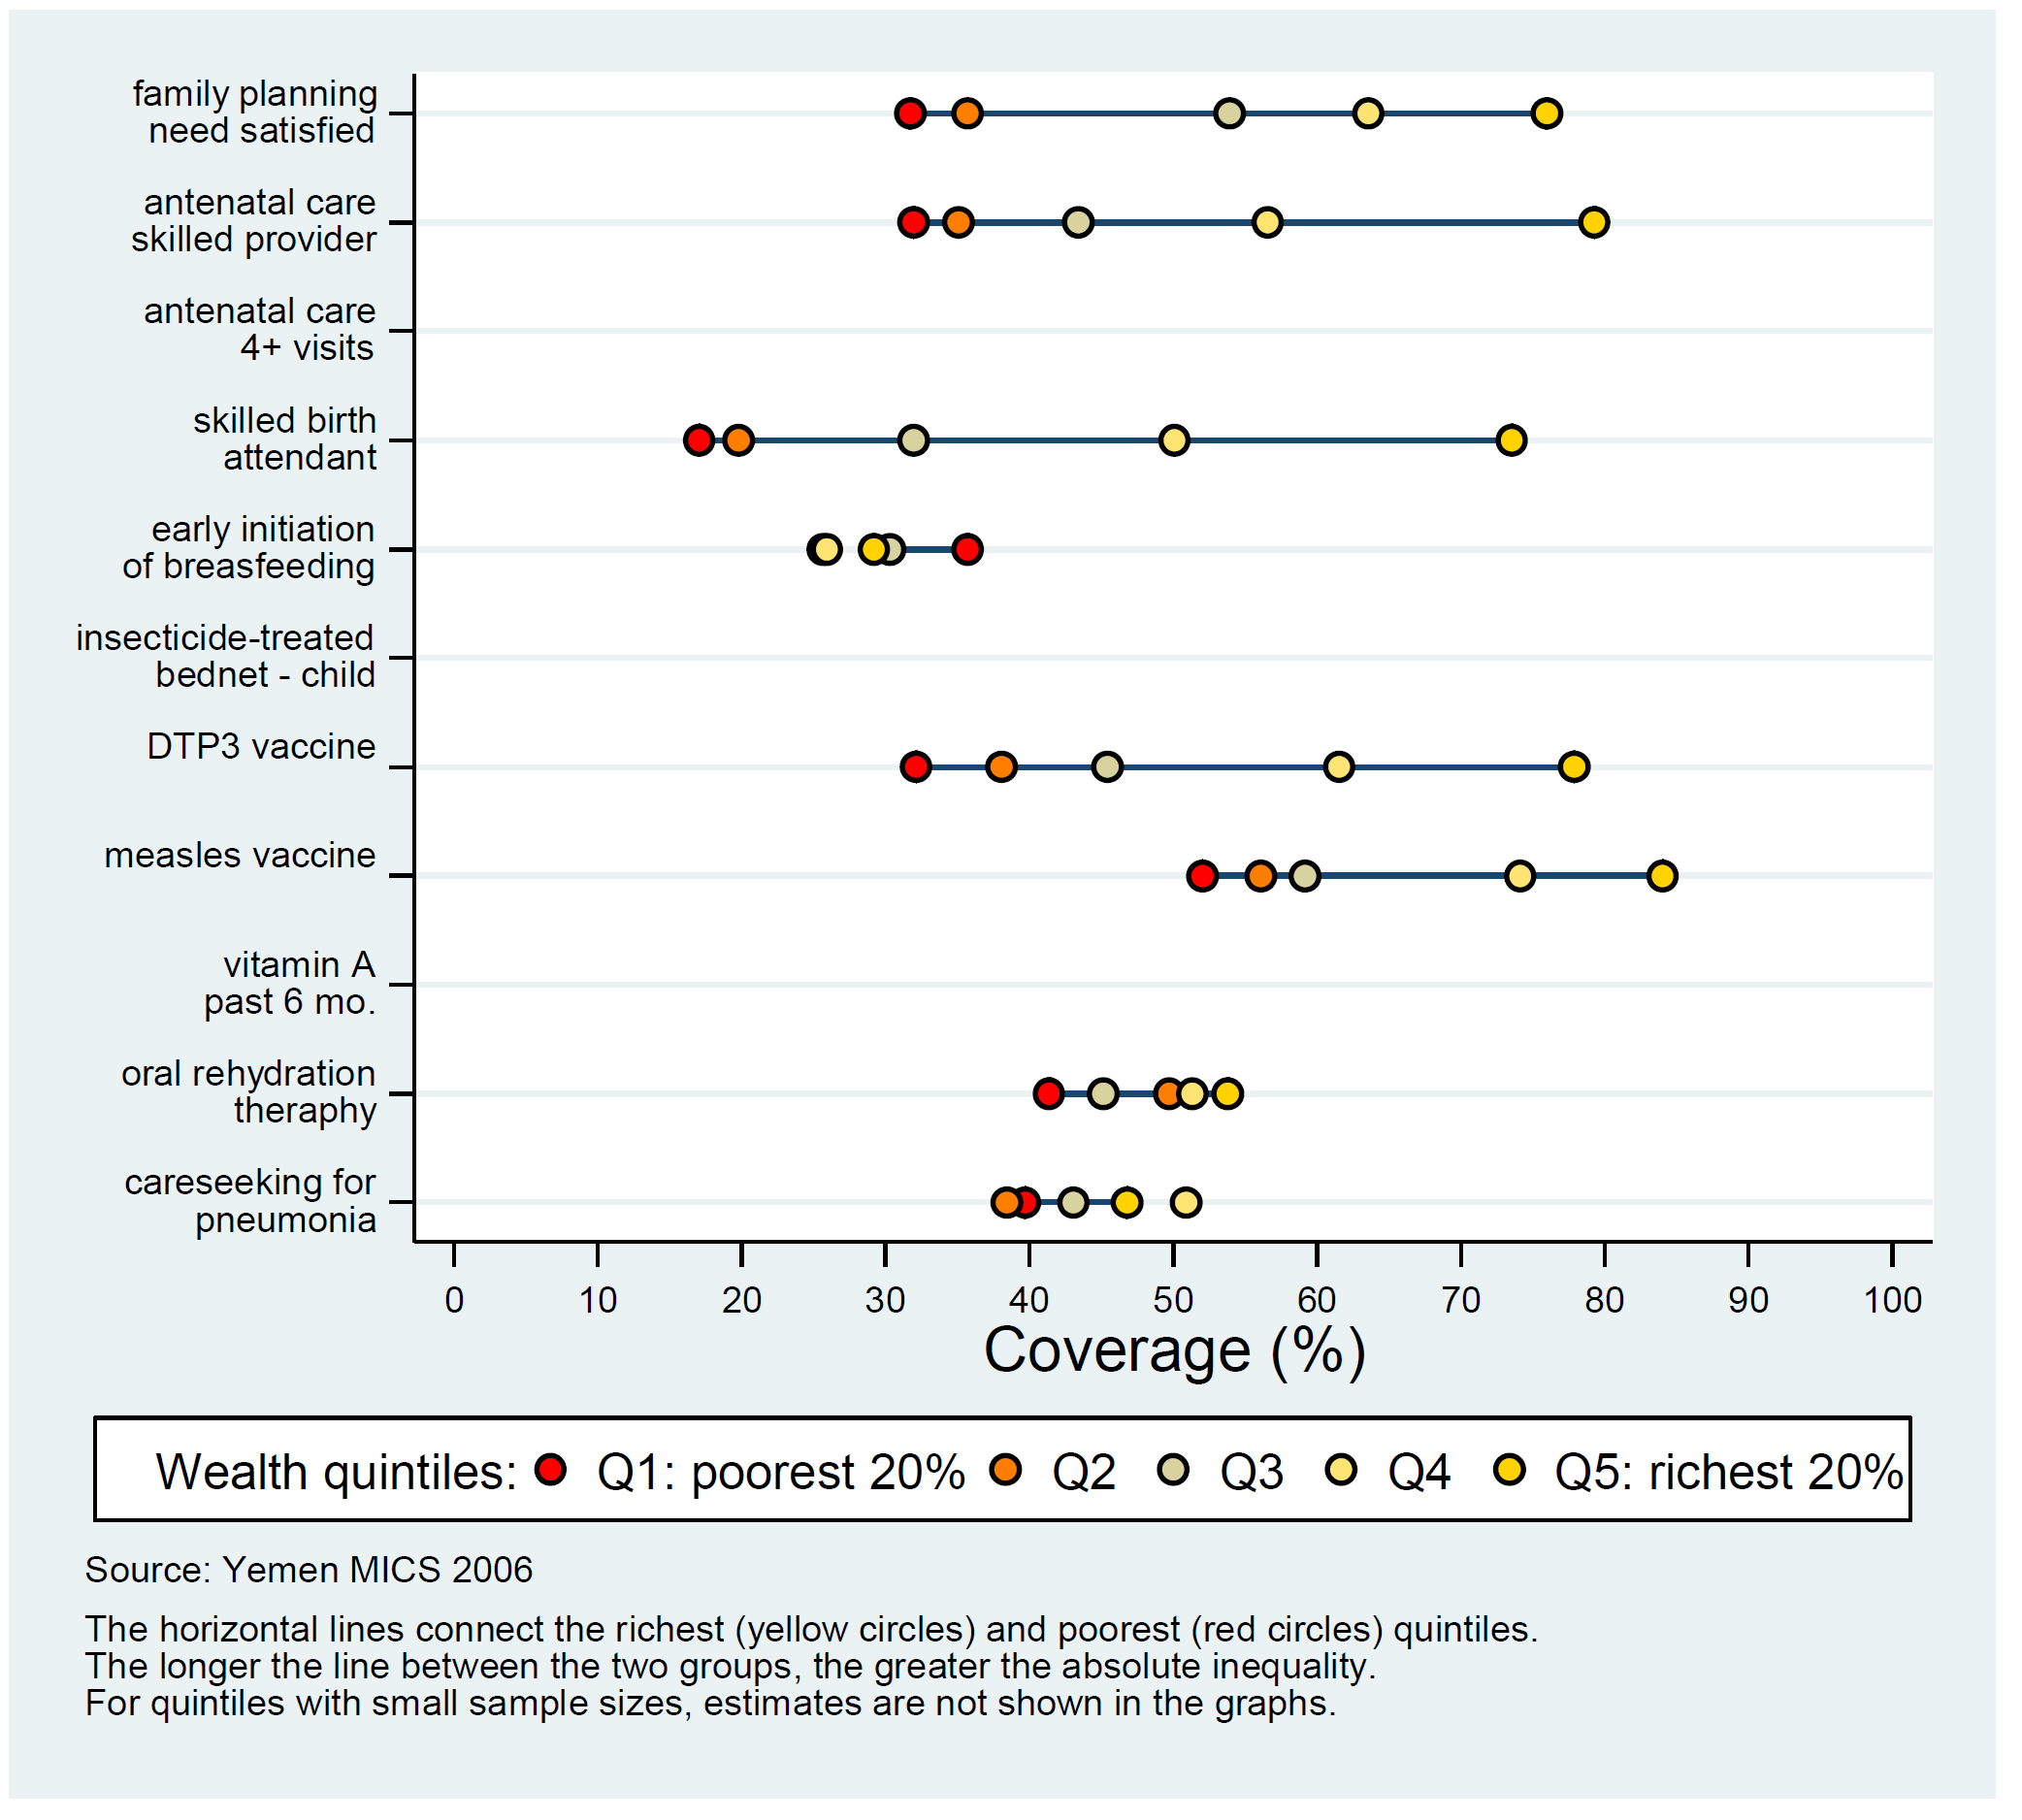 family planning
need satisfied
antenatal care
skilled provider
antenatal care
4+ visits
skilled birth
attendant
early initiation
of breasfeeding
insecticide-treated
bednet - child
DTP3 vaccine
measles vaccine
vitamin A
past 6 mo.
oral rehydration
theraphy
careseeking for
pneumonia
0 10 20 30 40 50 60 70 80 90 100
Coverage (%)
Wealth quintiles: Q1: poorest 20% Q2 Q3 Q4 Q5: richest 20%
Source: Yemen MICS 2006
The horizontal lines connect the richest (yellow circles) and poorest (red circles) quintiles.
The longer the line between the two groups, the greater the absolute inequality.
For quintiles with small sample sizes, estimates are not shown in the graphs.